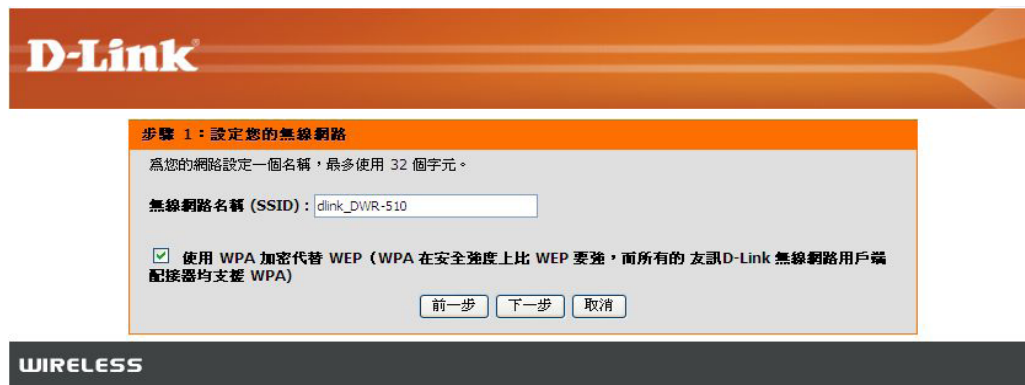 D-Link®
步驟 1：設定您的無線網路
為您的網路設定一個名稱，最多使用 32 個字元。
無線網路名稱 (SSID)：dlink_DWR-510
使用 WPA 加密代替 WEP（WPA 在安全強度上比 WEP 要強，而所有的 友訊D-Link 無線網路用戶端
配接器均支援 WPA)
前一步 下一步 取消
WIRELESS